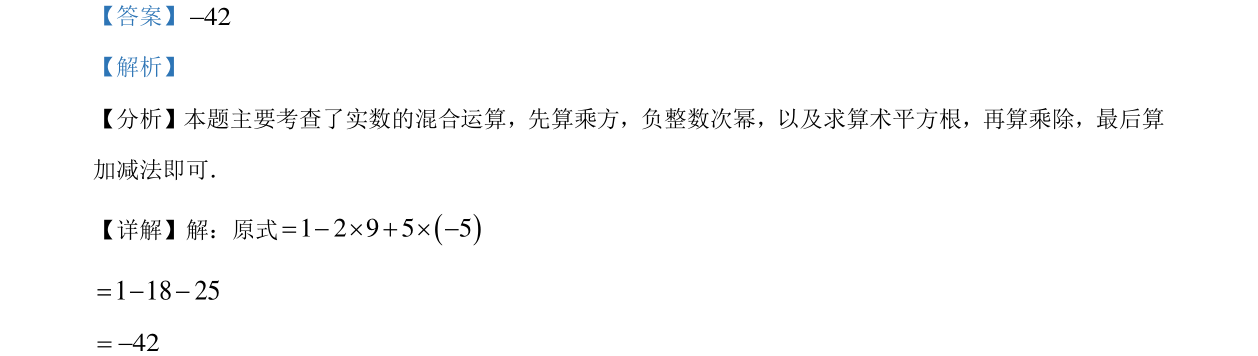 【答案】−42
【解析】
【分析】本题主要考查了实数的混合运算，先算乘方，负整数次幂，以及求算术平方根，再算乘除，最后算
加减法即可．
【详解】解：原式=1−2×9+5×(−5)
=1−18−25
=−42